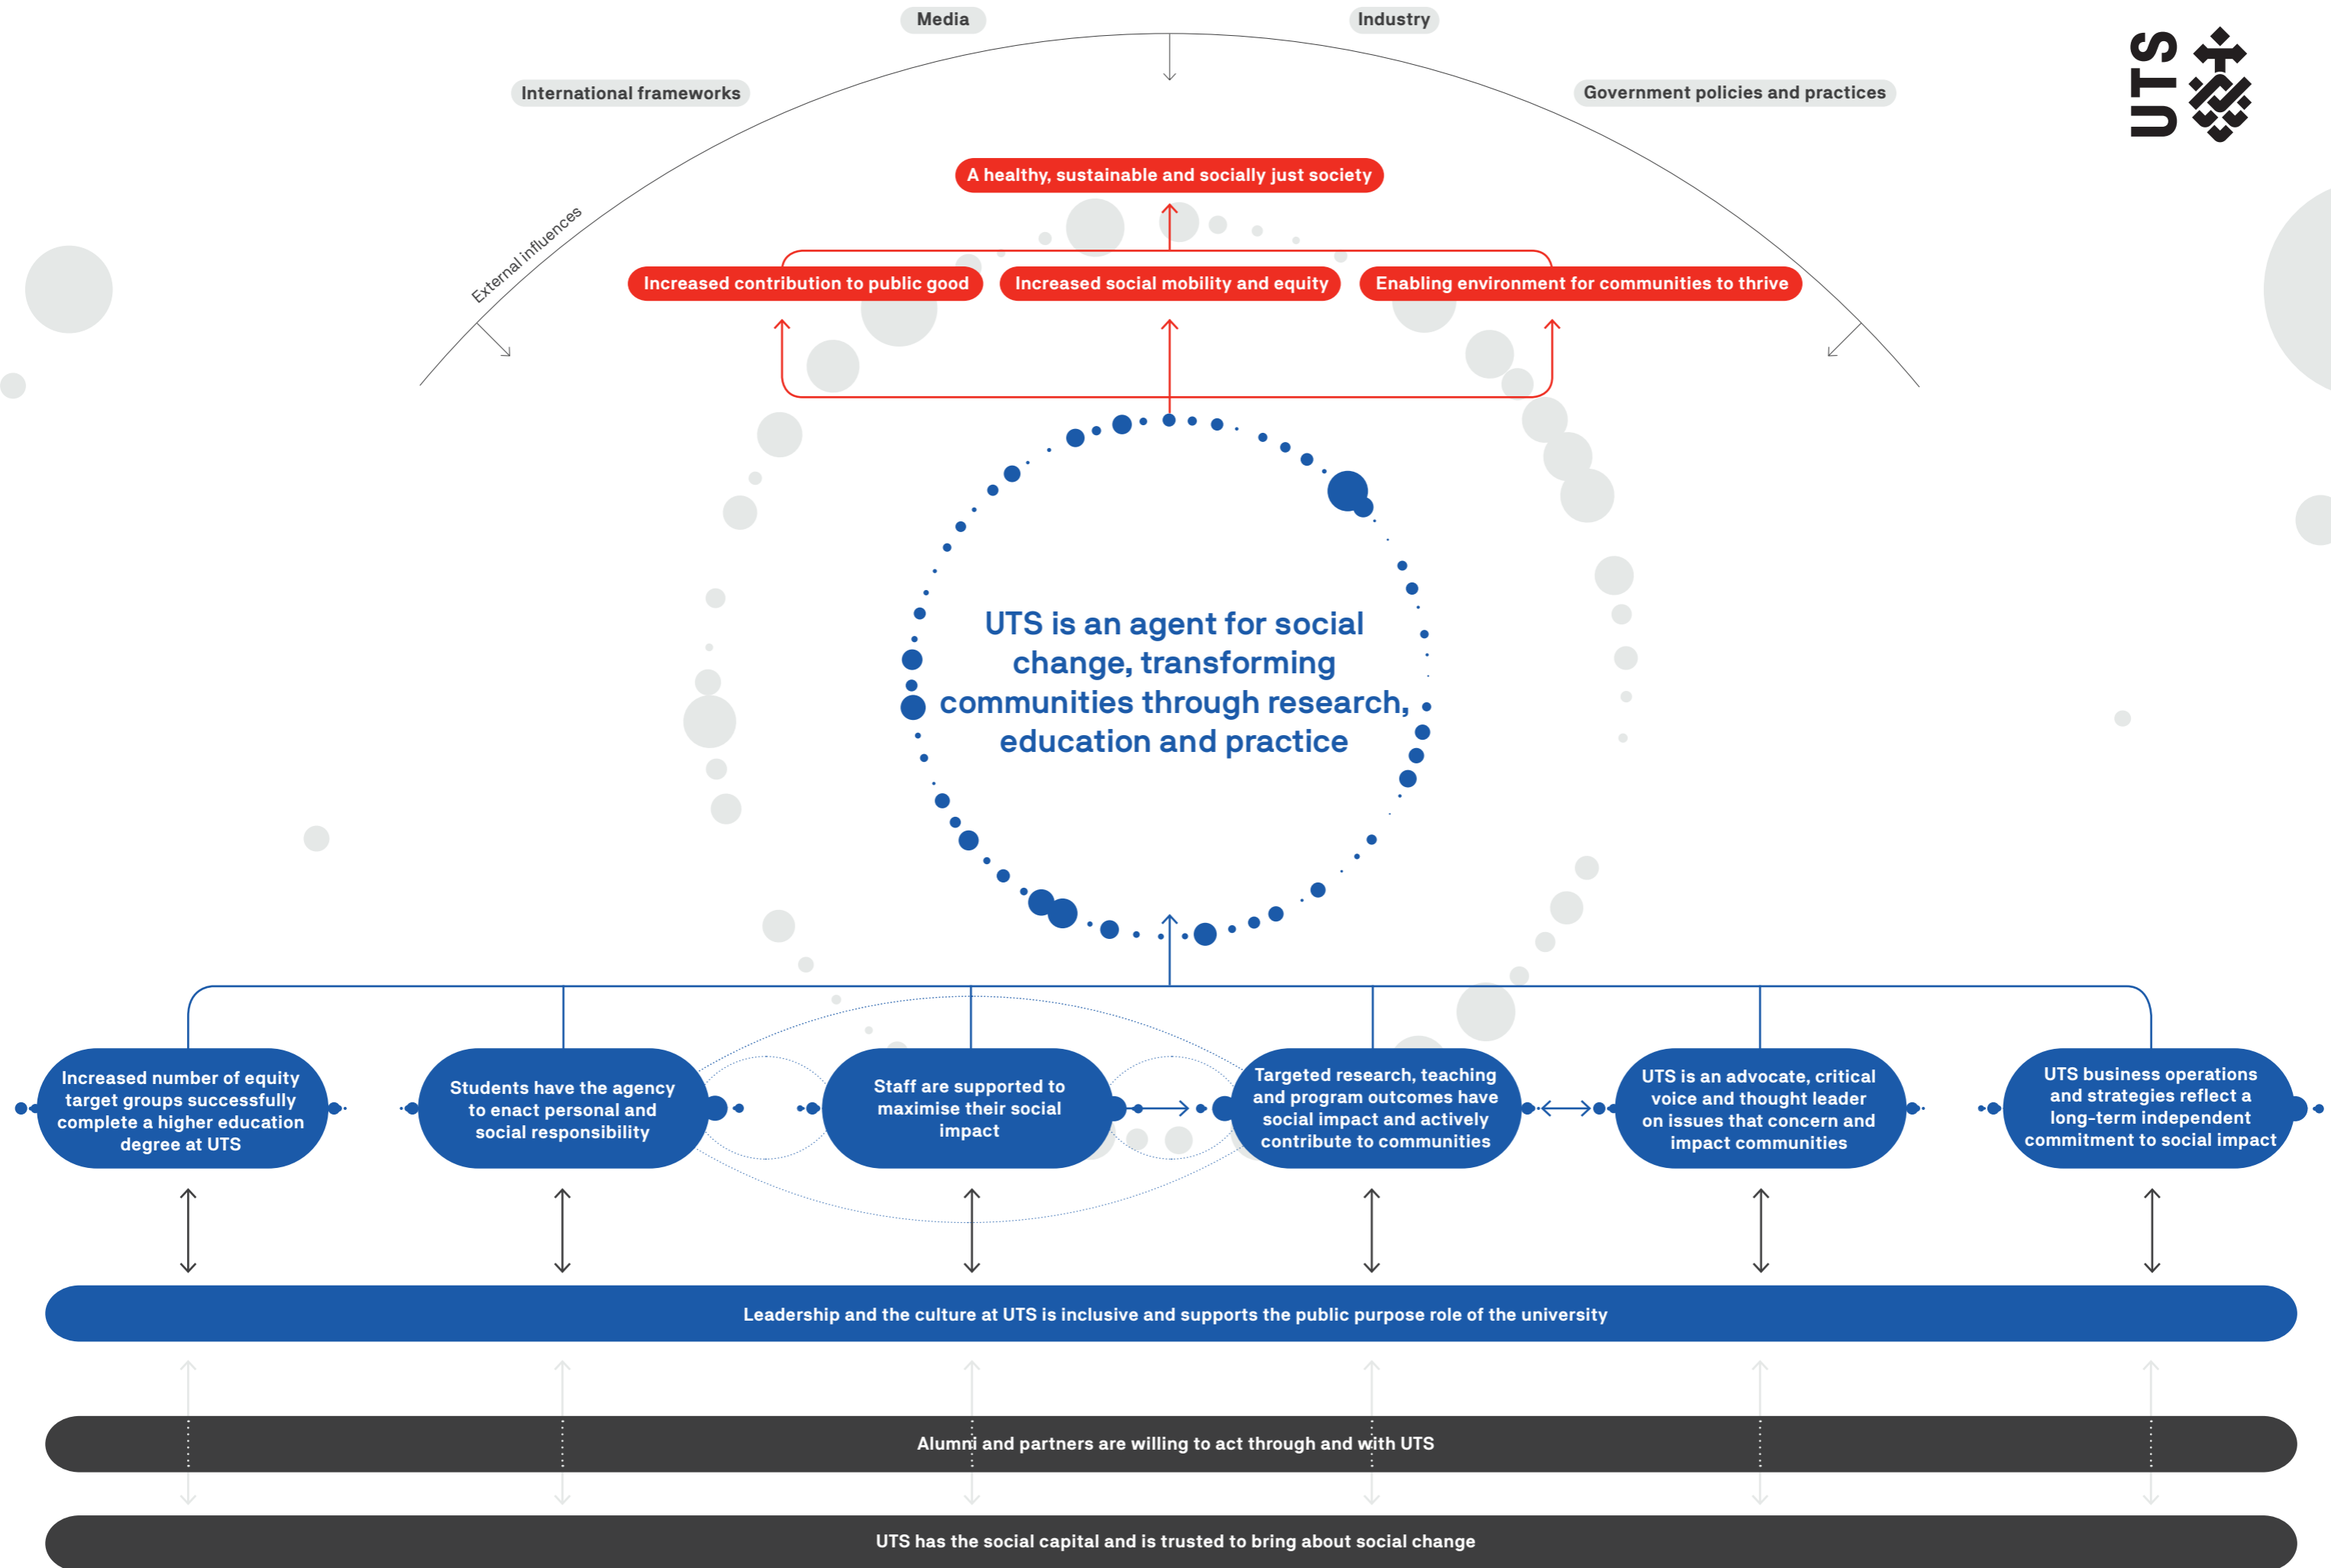 Media
Industry
International frameworks
Government policies and practices
UTS
A healthy, sustainable and socially just society
External influences
Increased contribution to public good
Increased social mobility and equity
Enabling environment for communities to thrive
UTS is an agent for social
change, transforming
communities through research,
education and practice
Increased number of equity
target groups successfully
complete a higher education
degree at UTS
Students have the agency
to enact personal and
social responsibility
Staff are supported to
maximise their social
impact
Targeted research, teaching
and program outcomes have
social impact and actively
contribute to communities
UTS is an advocate, critical
voice and thought leader
on issues that concern and
impact communities
UTS business operations
and strategies reflect a
long-term independent
commitment to social impact
Leadership and the culture at UTS is inclusive and supports the public purpose role of the university
Alumni and partners are willing to act through and with UTS
UTS has the social capital and is trusted to bring about social change